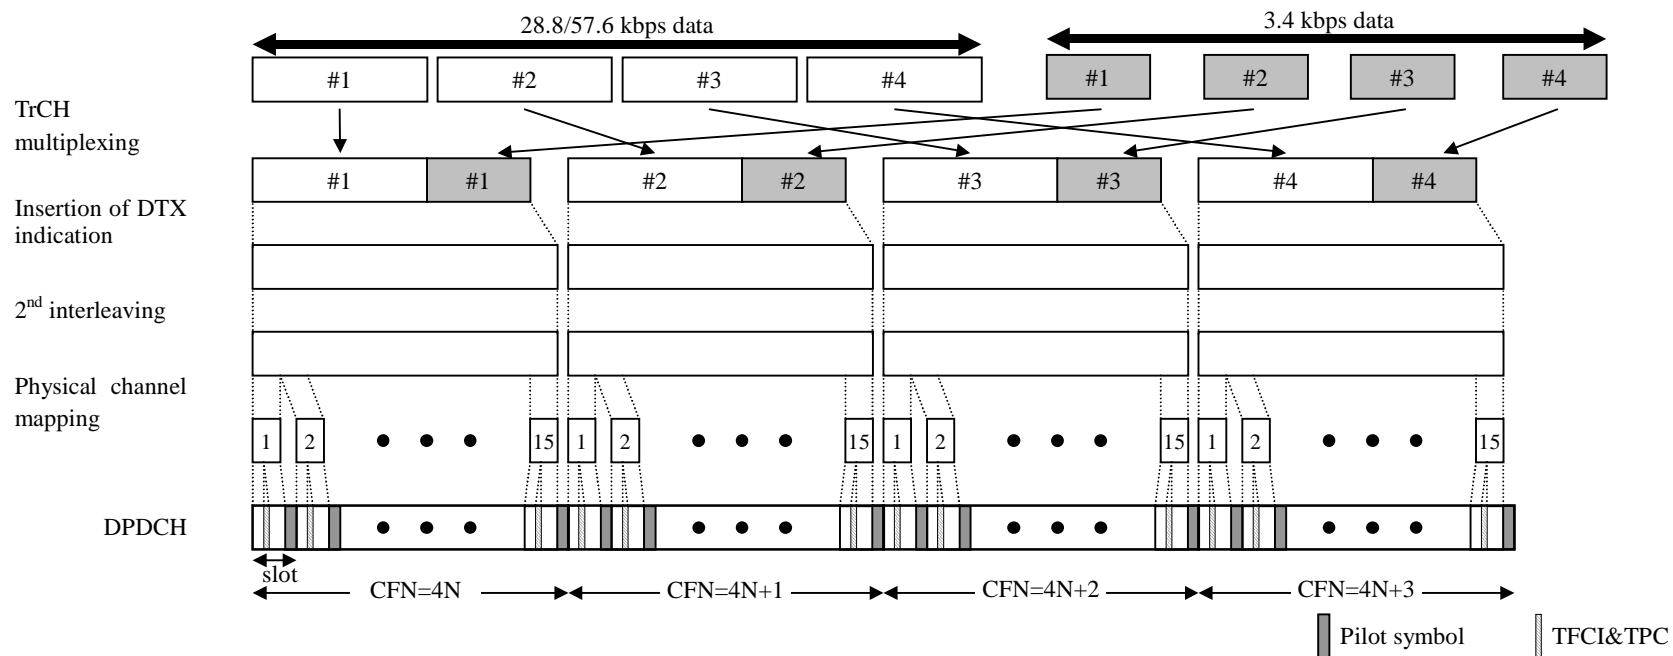 28.8/57.6 kbps data
3.4 kbps data
#1 #2 #3 #4 #1 #2 #3 #4
TrCH
multiplexing
#1 #1 #2 #2 #3 #3 #4 #4
Insertion of DTX
indication
2nd interleaving
Physical channel
mapping
1 2 15 1 2 15 1 2 15 1 2 15
DPDCH
slot
CFN=4N CFN=4N+1 CFN=4N+2 CFN=4N+3
Pilot symbol TFCI&TPC